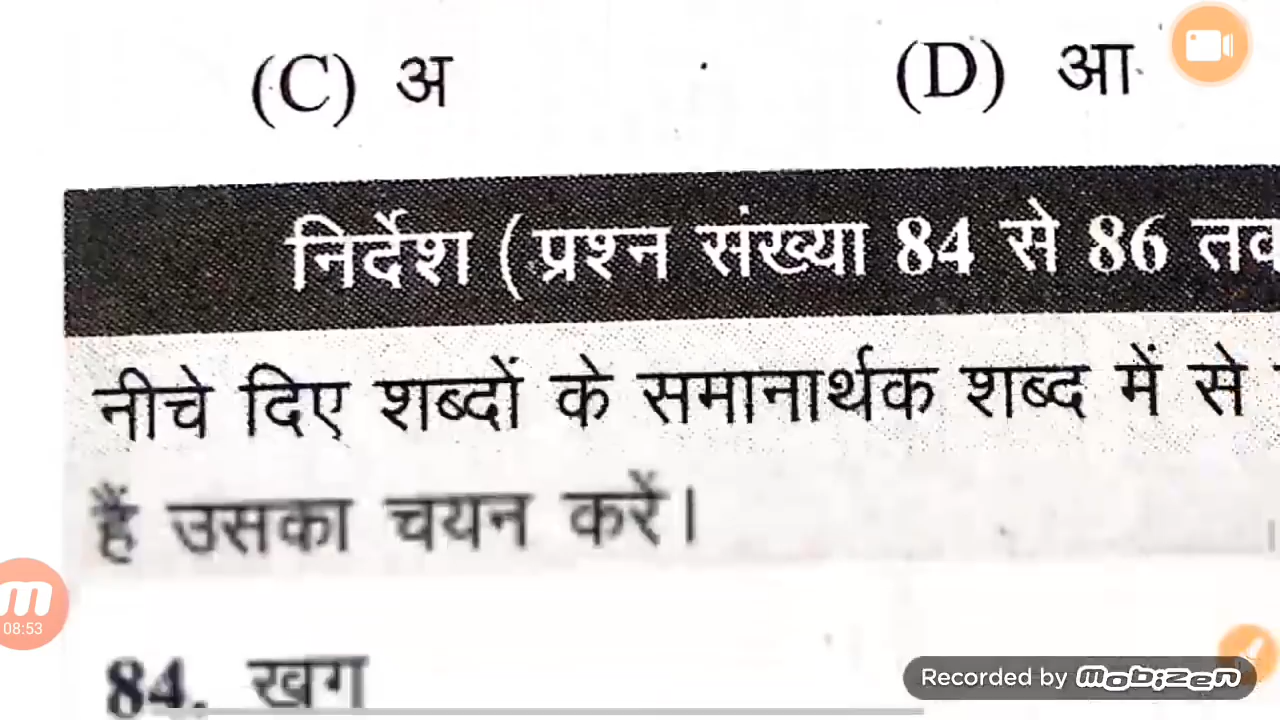 (C) अ (D) आ
निर्देश (प्रश्न संख्या 84 से 86
नीचे दिए शब्दों के समानार्थक शब्द में से
हैं उसका चयन करें।
84. खग
08:53
Recorded by mobizen